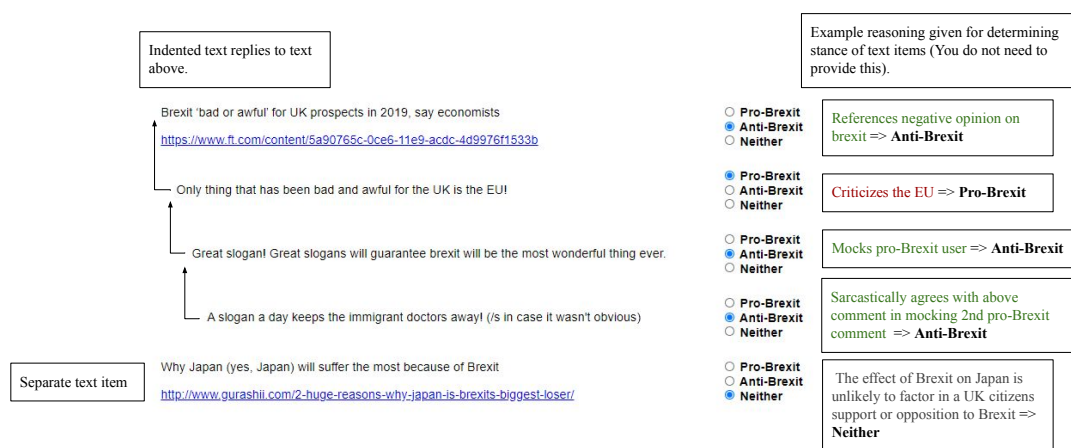 Indented text replies to text
above.
Example reasoning given for determining
stance of text items (You do not need to
provide this).
Brexit 'bad or awful' for UK prospects in 2019, say economists
https://www.ft.com/content/5a90765c-0ce6-11e9-acdc-4d9976f1533b
Pro-Brexit
Anti-Brexit
Neither
References negative opinion on
brexit => Anti-Brexit
Only thing that has been bad and awful for the UK is the EU!
Pro-Brexit
Anti-Brexit
Neither
Criticizes the EU => Pro-Brexit
Great slogan! Great slogans will guarantee brexit will be the most wonderful thing ever.
Pro-Brexit
Anti-Brexit
Neither
Mocks pro-Brexit user => Anti-Brexit
A slogan a day keeps the immigrant doctors away! (/s in case it wasn't obvious)
Pro-Brexit
Anti-Brexit
Neither
Sarcastically agrees with above
comment in mocking 2nd pro-Brexit
comment => Anti-Brexit
Separate text item
Why Japan (yes, Japan) will suffer the most because of Brexit
http://www.gurashii.com/2-huge-reasons-why-japan-is-brexits-biggest-loser/
Pro-Brexit
Anti-Brexit
Neither
The effect of Brexit on Japan is
unlikely to factor in a UK citizens
support or opposition to Brexit =>
Neither